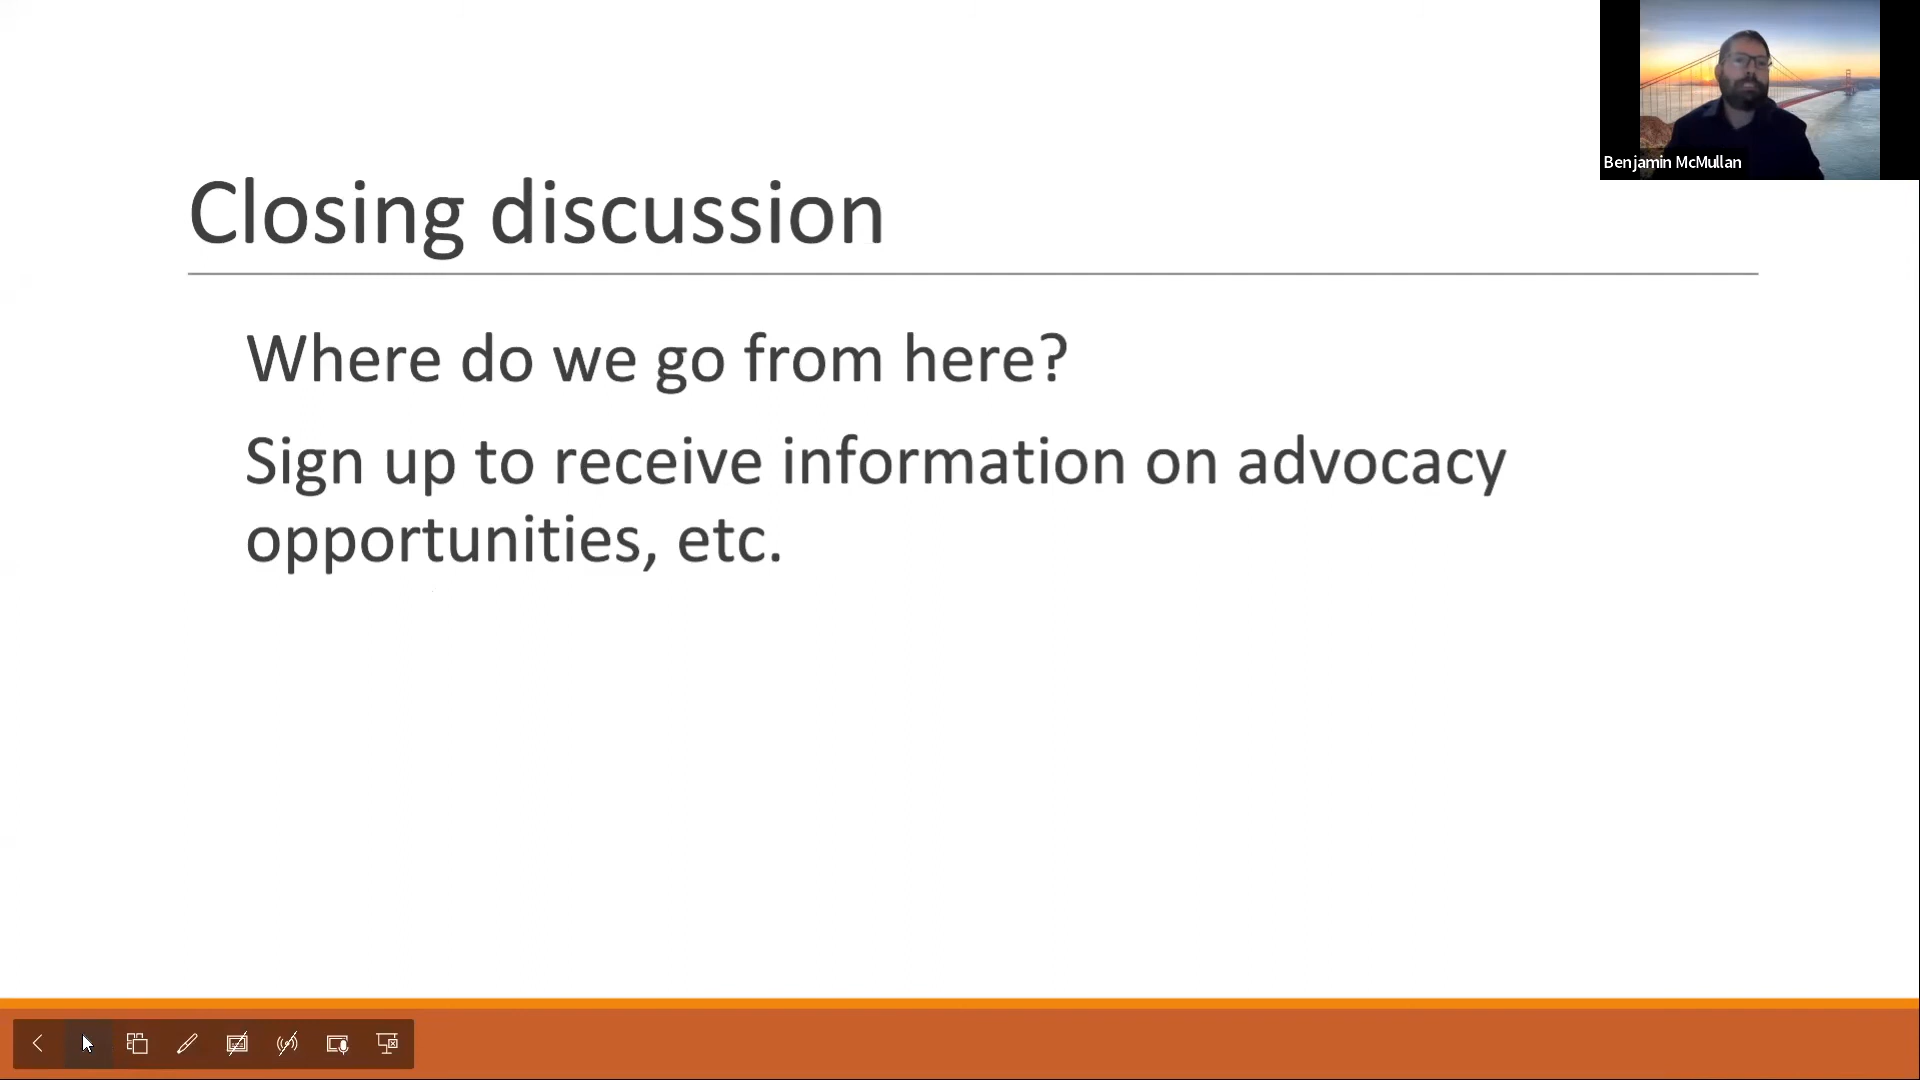 Benjamin McMullan
Closing discussion
Where do we go from here?
Sign up to receive information on advocacy
opportunities, etc.